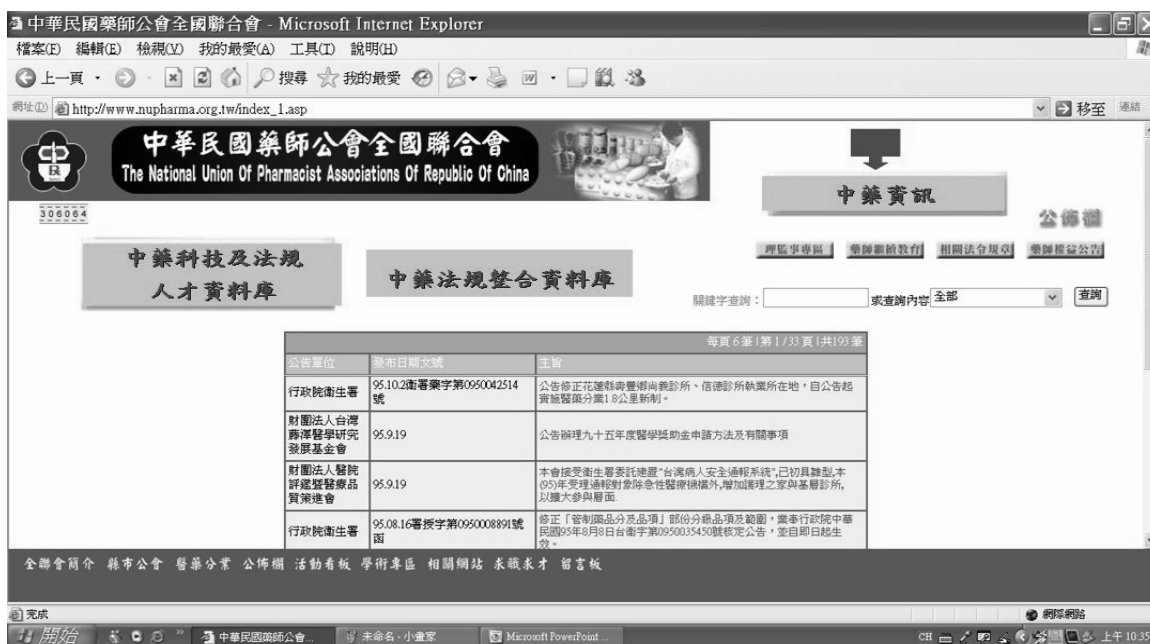 中華民國藥師公會全國聯合會 - Microsoft Internet Explorer
檔案(F) 編輯(E) 檢視(V) 我的最愛(A) 工具(T) 說明(H)
上一頁 搜尋 我的最愛
網址(D) http://www.nupharma.org.tw/index_1.asp 移至 連結
中華民國藥師公會全國聯合會
The National Union Of Pharmacist Associations Of Republic Of China
中藥資訊
306064
公佈欄
理監事專區 藥師繼續教育 相關法令規章 藥師權益公告
中藥科技及法規
人才資料庫
中藥法規整合資料庫
關鍵字查詢： 或查詢內容 全部 查詢
每頁 6 筆 | 第 1 / 33 頁 | 共193 筆
公告單位 發布日期文號 主旨
行政院衛生署 95.10.2衛署藥字第0950042514
號
公告修正花蓮縣壽豐鄉尚義診所、信德診所執業所在地，自公告起
實施醫藥分業1.8公里新制。
財團法人台灣
藤澤醫學研究
發展基金會
95.9.19 公告辦理九十五年度醫學獎助金申請方法及有關事項
財團法人醫院
評鑑暨醫療品
質策進會
95.9.19
本會接受衛生署委託建置"台灣病人安全通報系統",已初具雛型,本
(95)年受理通報對象除急性醫療機構外,增加護理之家與基層診所,
以擴大參與層面.
行政院衛生署 95.08.16署授字第0950008891號
函
修正「管制藥品分及品項」部份分級品項及範圍，業奉行政院中華
民國95年8月8日台衛字第0950035450號核定公告，並自即日起生
效。
全聯會簡介 縣市公會 醫藥分業 公佈欄 活動看板 學術專區 相關網站 求職求才 留言板
完成 網際網路
開始 中華民國藥師公會... 未命名 - 小畫家 Microsoft PowerPoint ... CH 上午 10:35